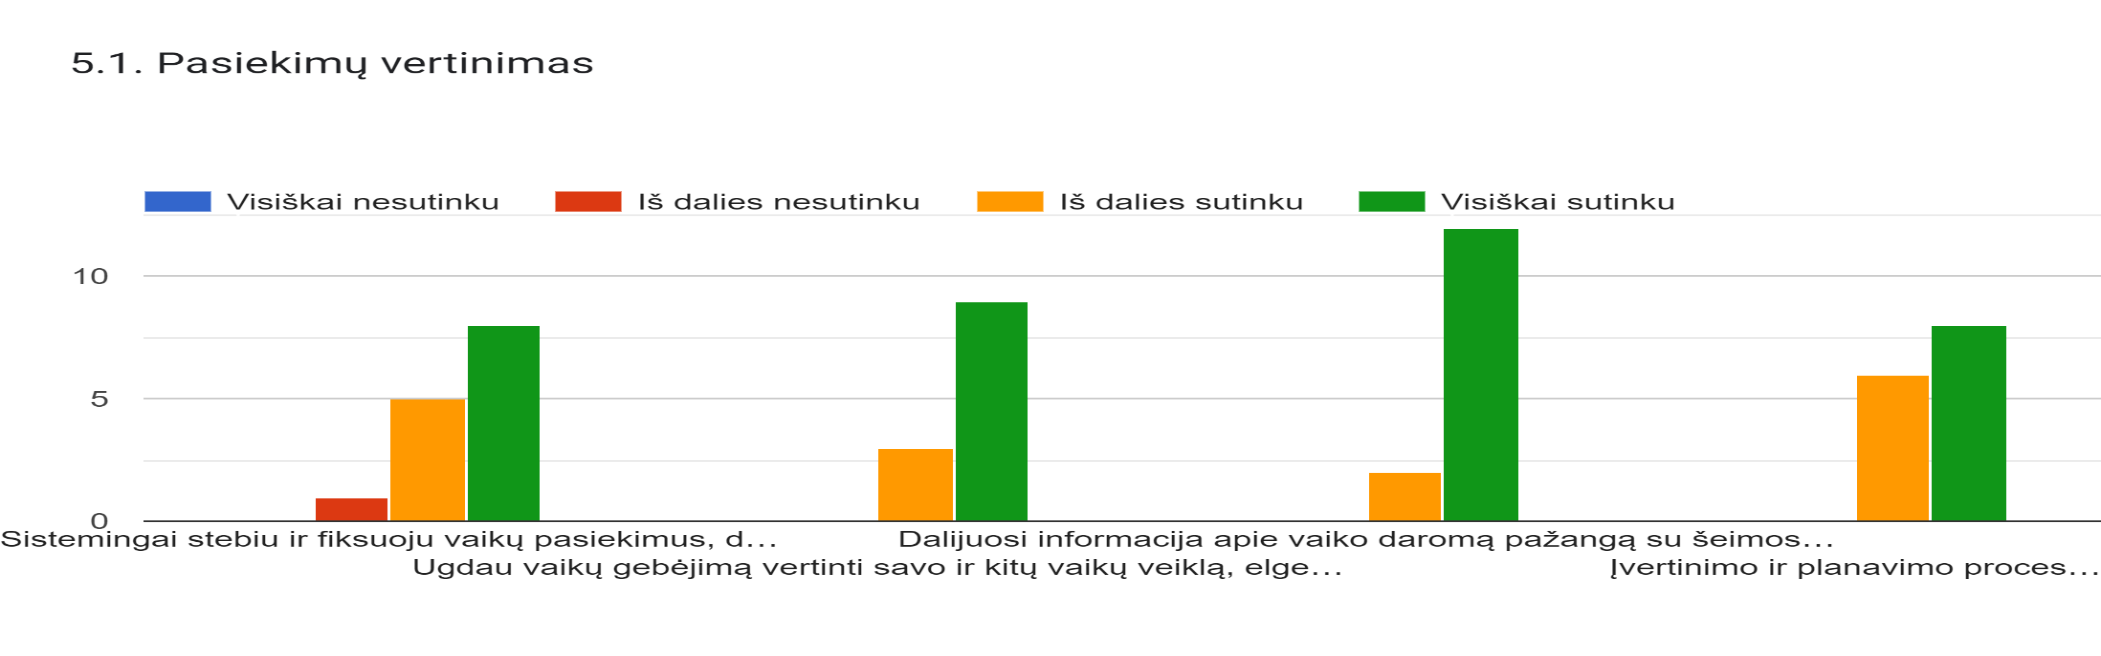 5.1. Pasiekimų vertinimas
Visiškai nesutinku
Iš dalies nesutinku
Iš dalies sutinku
Visiškai sutinku
10
5
0
Sistemingai stebiu ir fiksuoju vaikų pasiekimus, d...
Dalijuosi informacija apie vaiko daromą pažangą su šeimos...
Ugdau vaikų gebėjimą vertinti savo ir kitų vaikų veiklą, elge...
Įvertinimo ir planavimo proces...